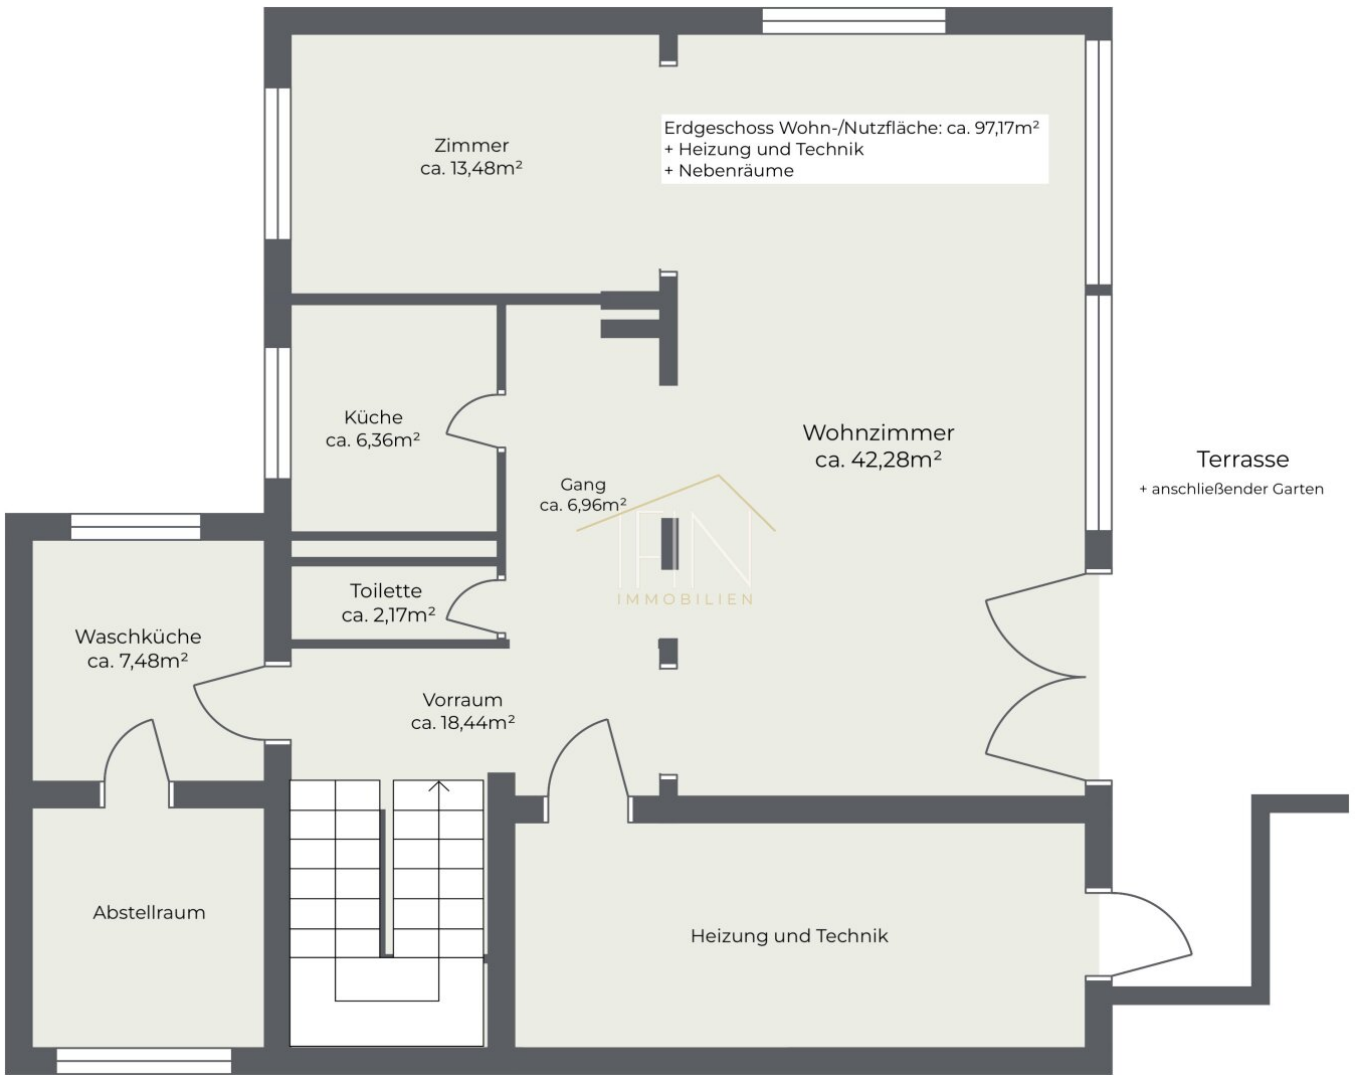 Zimmer
ca. 13,48m²
Erdgeschoss Wohn-/Nutzfläche: ca. 97,17m²
+ Heizung und Technik
+ Nebenräume
Küche
ca. 6,36m²
Wohnzimmer
ca. 42,28m²
Terrasse
+ anschließender Garten
Gang
ca. 6,96m²
IMMOBILIEN
Toilette
ca. 2,17m²
Waschküche
ca. 7,48m²
Vorraum
ca. 18,44m²
Abstellraum
Heizung und Technik